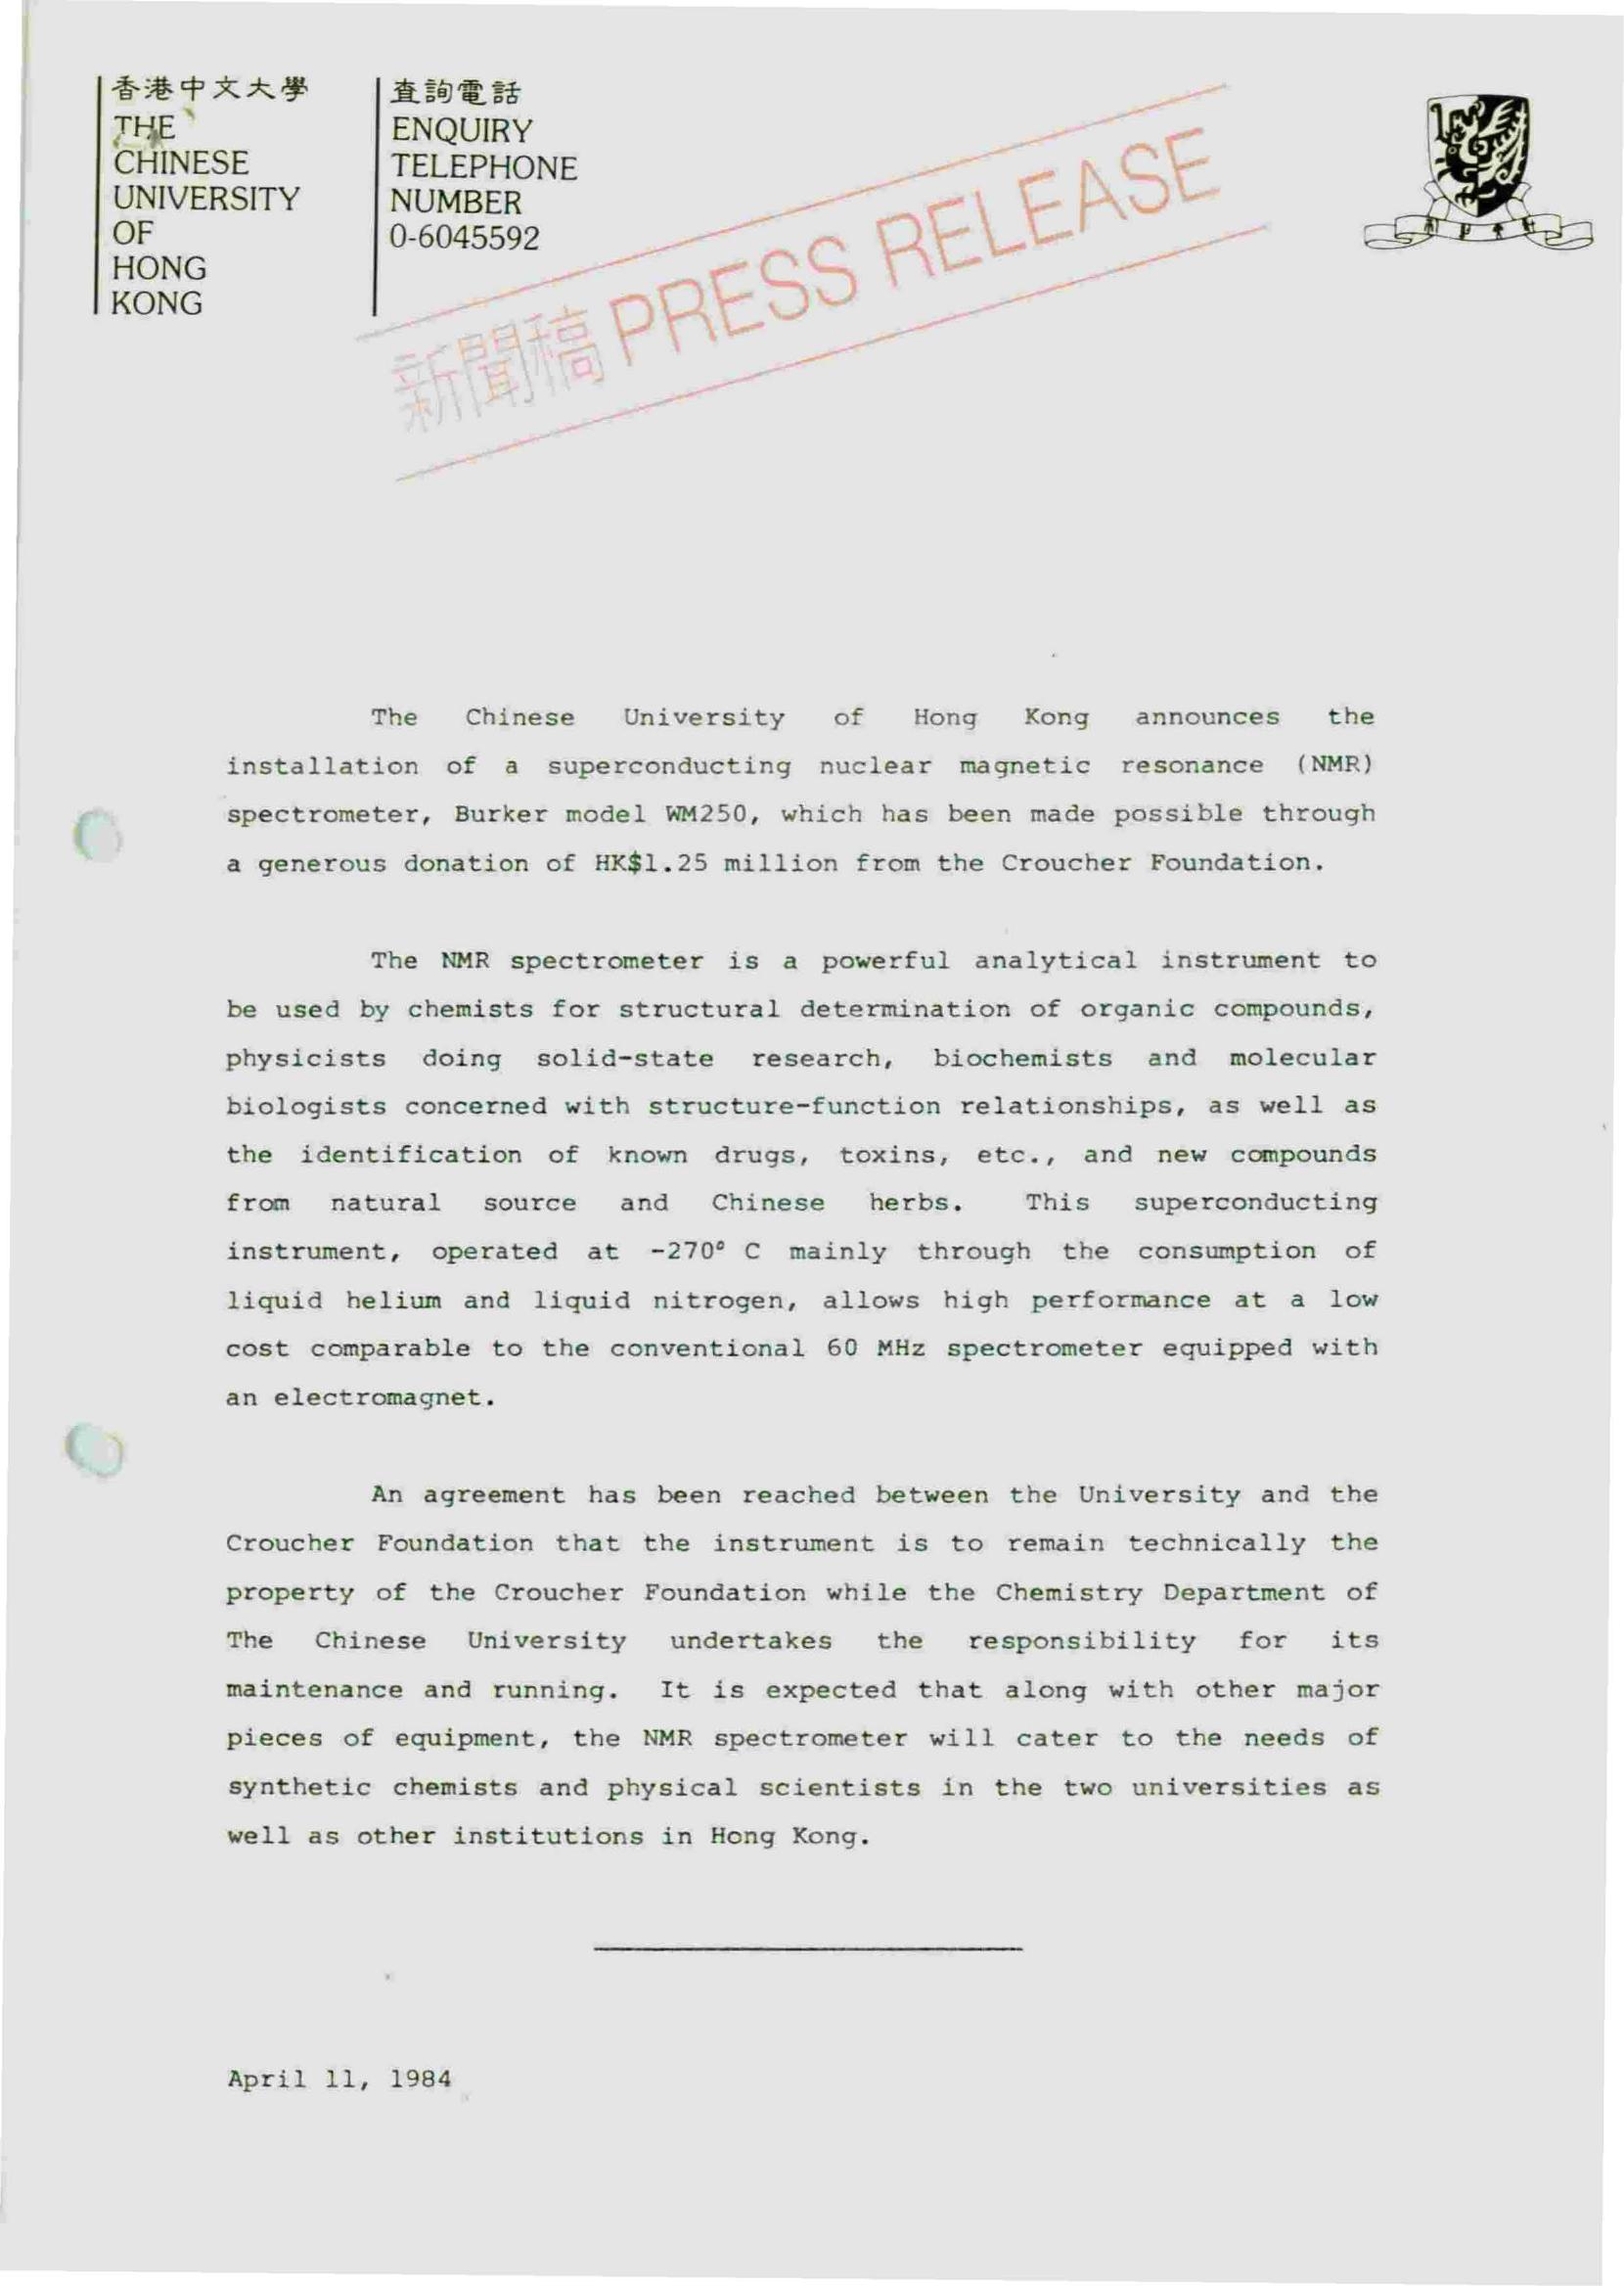 香港中文大學
THE
CHINESE
UNIVERSITY
OF
HONG
KONG
查詢電話
ENQUIRY
TELEPHONE
NUMBER
0-6045592
新聞稿 PRESS RELEASE
The Chinese University of Hong Kong announces the
installation of a superconducting nuclear magnetic resonance (NMR)
spectrometer, Burker model WM250, which has been made possible through
a generous donation of HK$1.25 million from the Croucher Foundation.
The NMR spectrometer is a powerful analytical instrument to
be used by chemists for structural determination of organic compounds,
physicists doing solid-state research, biochemists and molecular
biologists concerned with structure-function relationships, as well as
the identification of known drugs, toxins, etc., and new compounds
from natural source and Chinese herbs. This superconducting
instrument, operated at -270° C mainly through the consumption of
liquid helium and liquid nitrogen, allows high performance at a low
cost comparable to the conventional 60 MHz spectrometer equipped with
an electromagnet.
An agreement has been reached between the University and the
Croucher Foundation that the instrument is to remain technically the
property of the Croucher Foundation while the Chemistry Department of
The Chinese University undertakes the responsibility for its
maintenance and running. It is expected that along with other major
pieces of equipment, the NMR spectrometer will cater to the needs of
synthetic chemists and physical scientists in the two universities as
well as other institutions in Hong Kong.
April 11, 1984